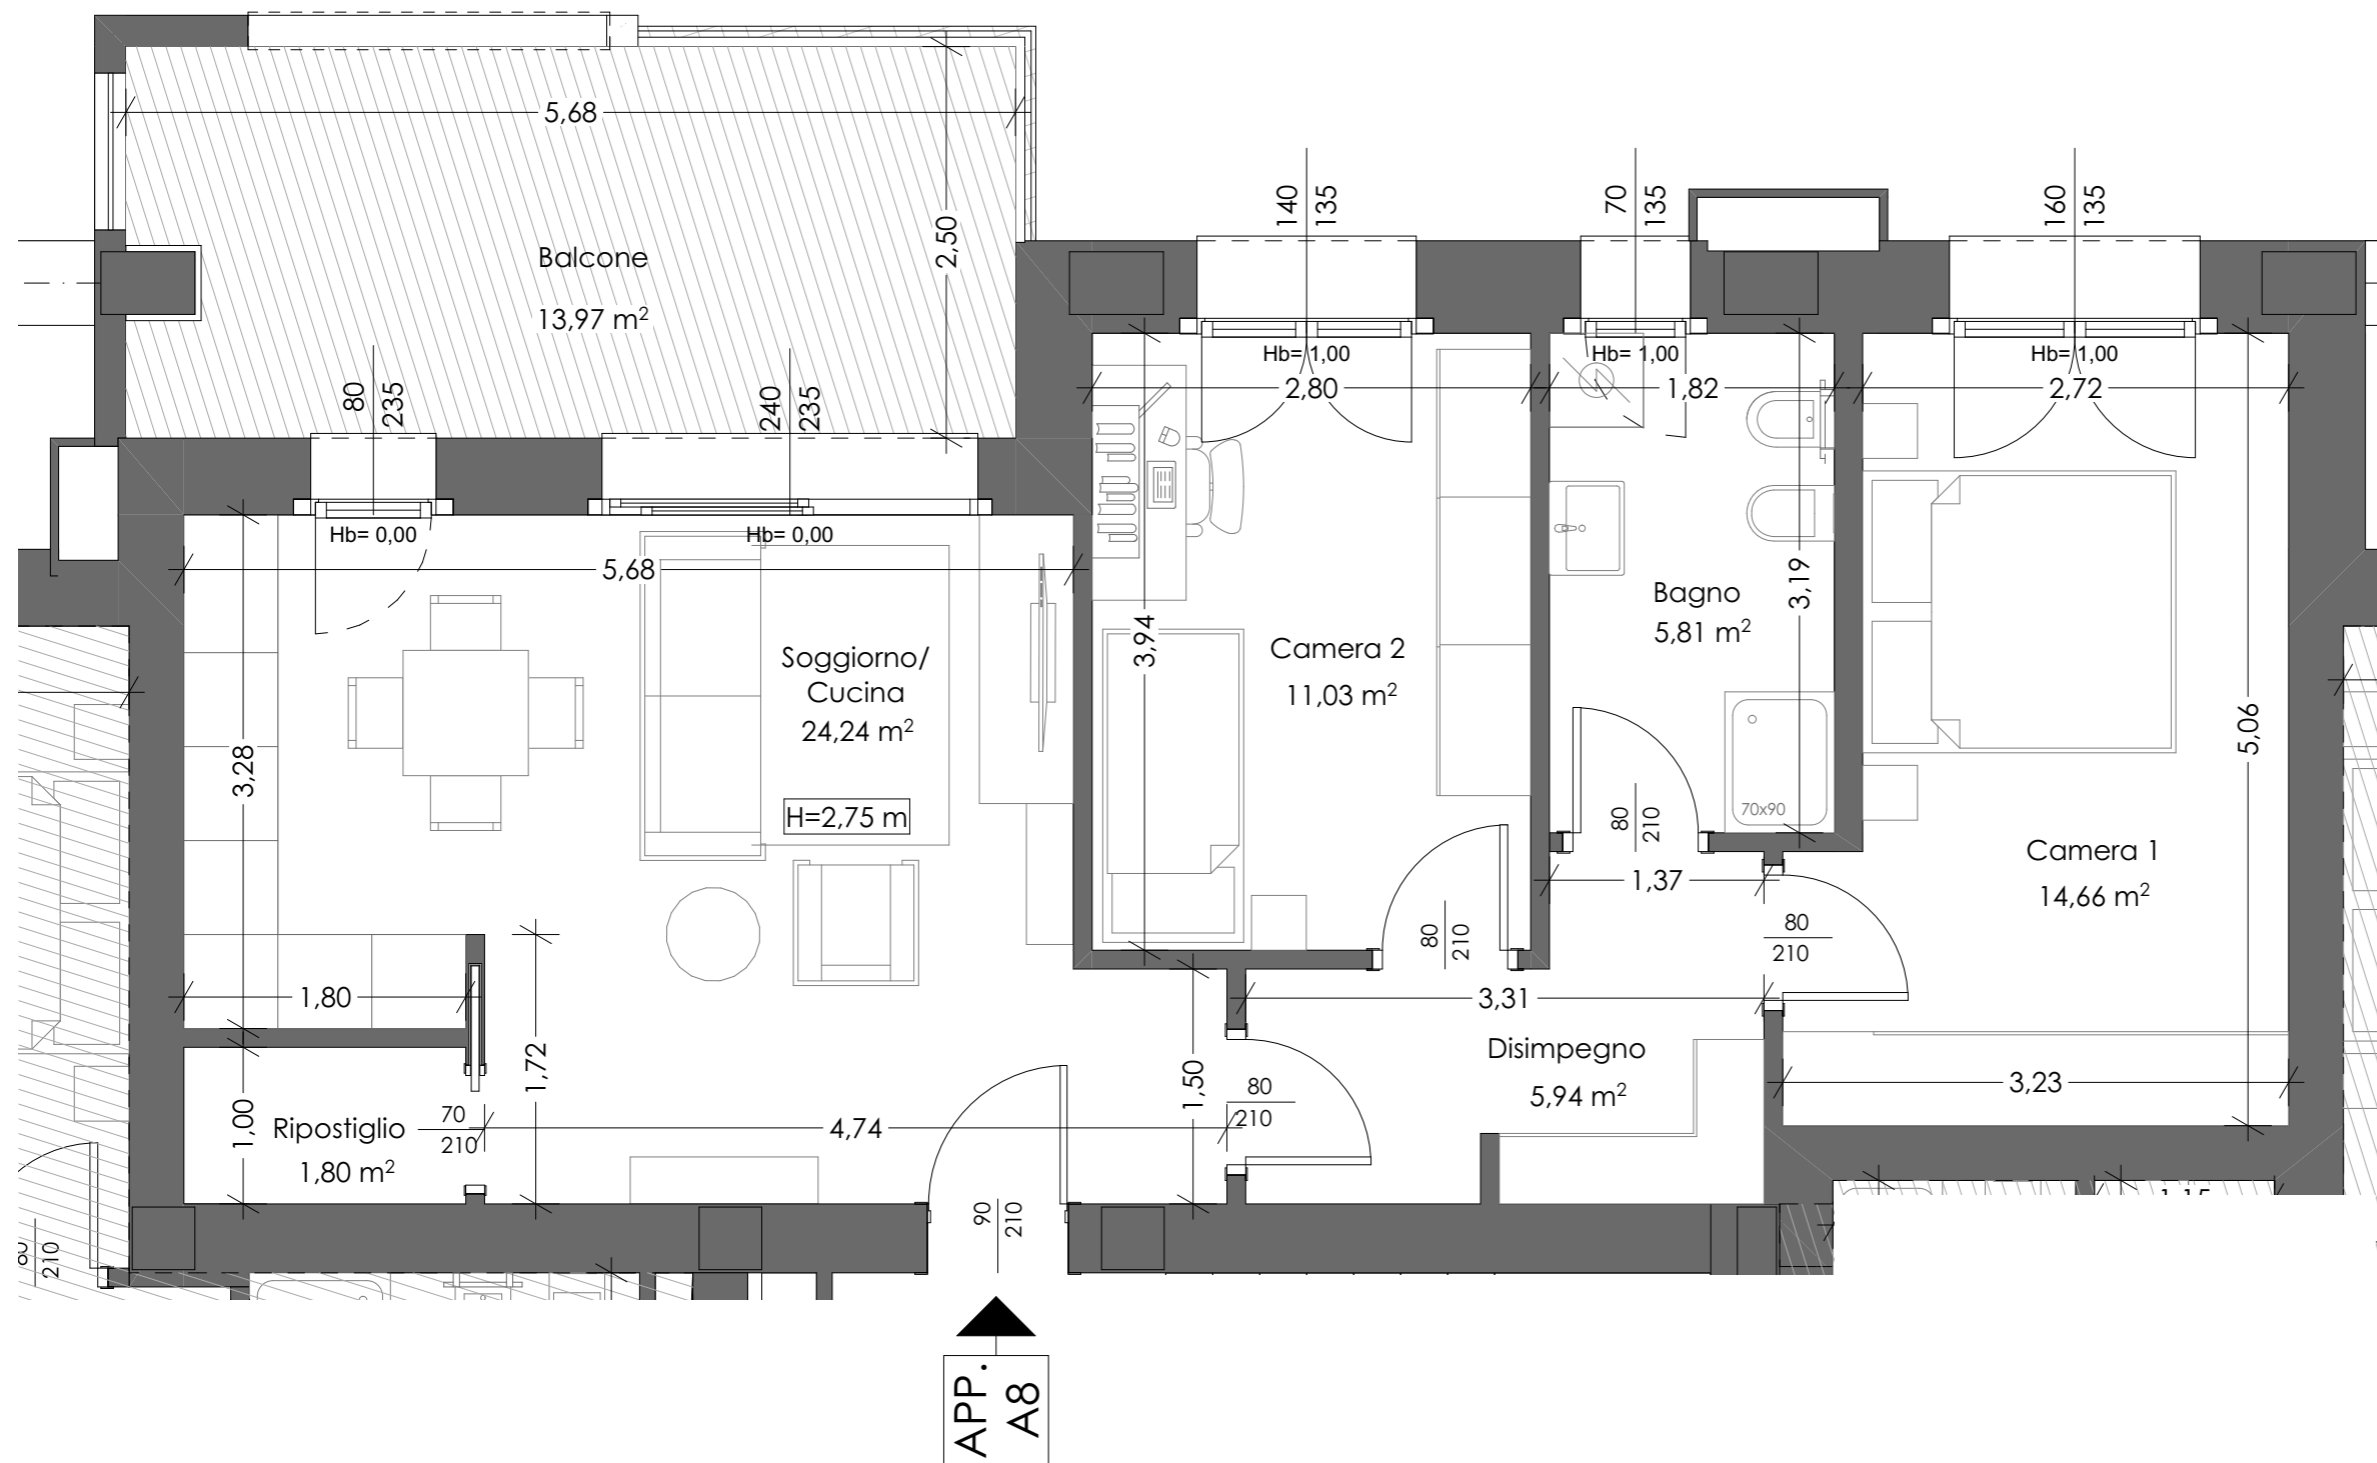 5,68
2,50
Balcone
13,97 m²
80
235
240
235
140
135
70
135
160
135
Hb= 1,00
Hb= 1,00
Hb= 1,00
2,80
1,82
2,72
Hb= 0,00
Hb= 0,00
5,68
Soggiorno/
Cucina
24,24 m²
H=2,75 m
3,28
3,94
Camera 2
11,03 m²
Bagno
5,81 m²
3,19
70x90
5,06
Camera 1
14,66 m²
80
210
1,37
80
210
80
210
1,80
1,72
3,31
Disimpegno
5,94 m²
1,50
80
210
3,23
1,00
Ripostiglio
1,80 m²
70
210
4,74
90
210
210
1,15
APP.
A8